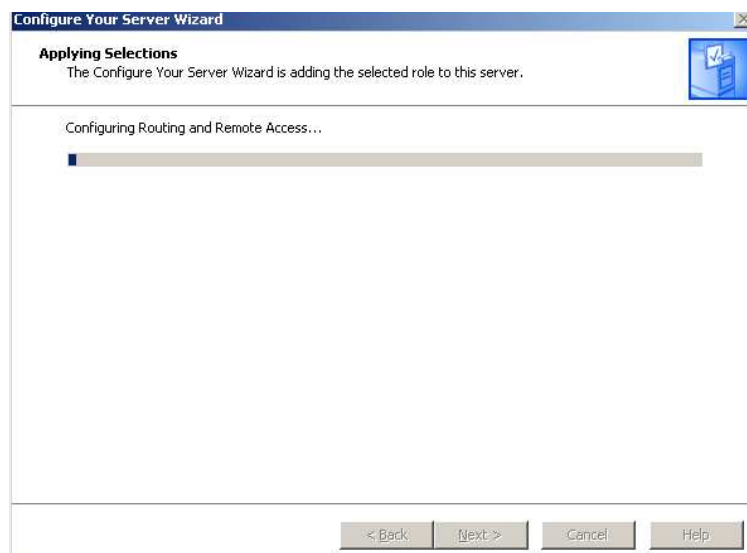 Configure Your Server Wizard
Applying Selections
The Configure Your Server Wizard is adding the selected role to this server.
Configuring Routing and Remote Access...
< Back Next > Cancel Help